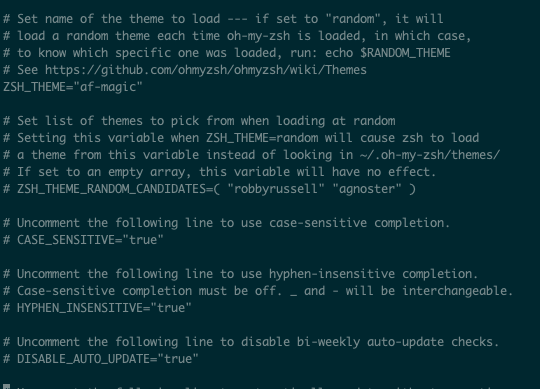 # Set name of the theme to load --- if set to "random", it will
# load a random theme each time oh-my-zsh is loaded, in which case,
# to know which specific one was loaded, run: echo $RANDOM_THEME
# See https://github.com/ohmyzsh/ohmyzsh/wiki/Themes
ZSH_THEME="af-magic"
# Set list of themes to pick from when loading at random
# Setting this variable when ZSH_THEME=random will cause zsh to load
# a theme from this variable instead of looking in ~/.oh-my-zsh/themes/
# If set to an empty array, this variable will have no effect.
# ZSH_THEME_RANDOM_CANDIDATES=( "robbyrussell" "agnoster" )
# Uncomment the following line to use case-sensitive completion.
# CASE_SENSITIVE="true"
# Uncomment the following line to use hyphen-insensitive completion.
# Case-sensitive completion must be off. _ and - will be interchangeable.
# HYPHEN_INSENSITIVE="true"
# Uncomment the following line to disable bi-weekly auto-update checks.
# DISABLE_AUTO_UPDATE="true"